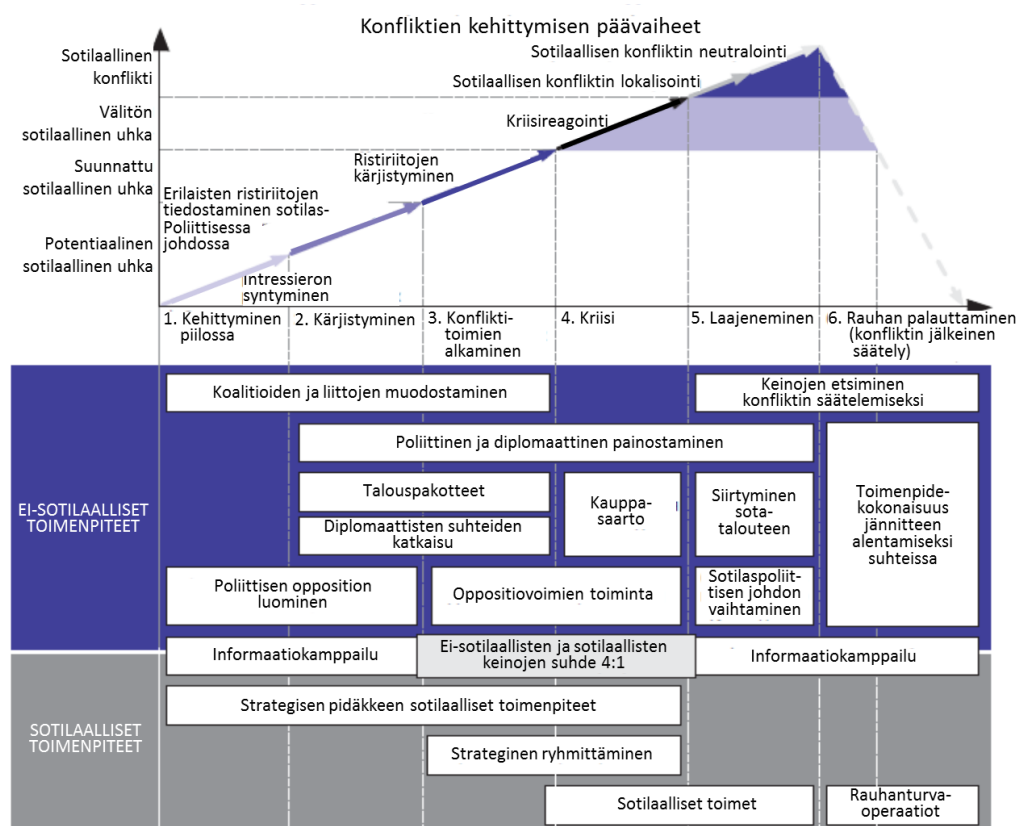 Konfliktien kehittymisen päävaiheet
Sotilaallinen
konflikti
Välitön
sotilaallinen uhka
Suunnattu
sotilaallinen uhka
Potentiaalinen
sotilaallinen uhka
Sotilaallisen konfliktin neutralointi
Sotilaallisen konfliktin lokalisointi
Kriisireagointi
Ristiriitojen
kärjistyminen
Erilaisten ristiriitojen
tiedostaminen sotilas-
Poliittisessa
johdossa
Intressieron
syntyminen
1. Kehittyminen
piilossa
2. Kärjistyminen
3. Konflikti-
toimien
alkaminen
4. Kriisi
5. Laajeneminen
6. Rauhan palauttaminen
(konfliktin jälkeinen
säätely)
EI-SOTILAALLISET
TOIMENPITEET
Koalitioiden ja liittojen muodostaminen
Keinojen etsiminen
konfliktin säätelemiseksi
Poliittinen ja diplomaattinen painostaminen
Talouspakotteet
Diplomaattisten suhteiden
katkaisu
Kauppa-
saarto
Siirtyminen
sota-
talouteen
Toimenpide-
kokonaisuus
jännitteen
alentamiseksi
suhteissa
Poliittisen opposition
luominen
Oppositiovoimien toiminta
Sotilaspoliit-
tisen johdon
vaihtaminen
Informaatiokamppailu
Ei-sotilaallisten ja sotilaallisten
keinojen suhde 4:1
Informaatiokamppailu
SOTILAALLISET
TOIMENPITEET
Strategisen pidäkkeen sotilaalliset toimenpiteet
Strateginen ryhmittäminen
Sotilaalliset toimet
Rauhanturva-
operaatiot